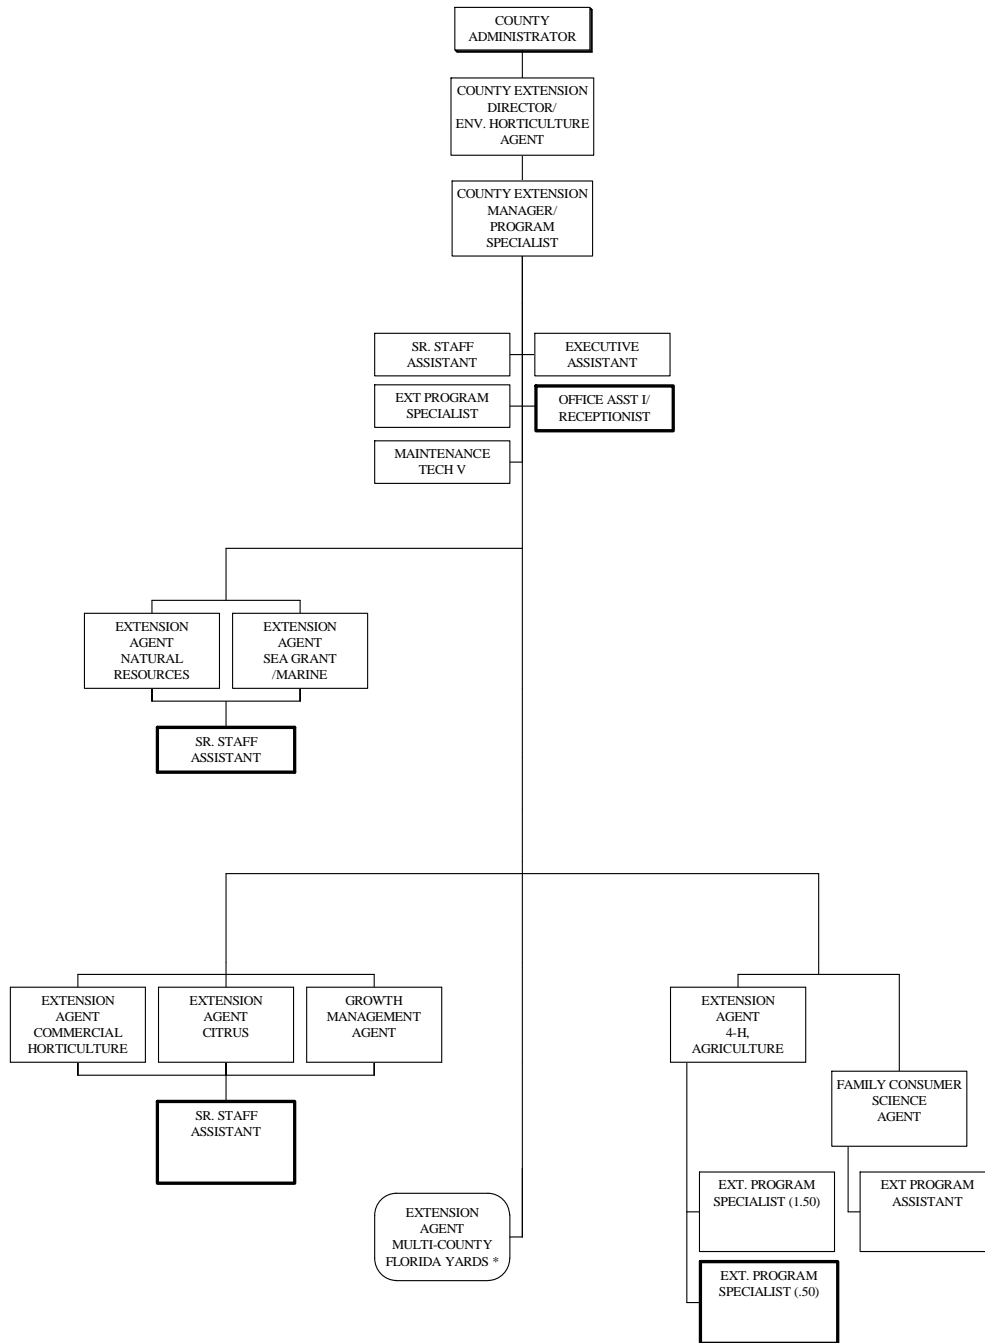 COUNTY
ADMINISTRATOR
COUNTY EXTENSION
DIRECTOR/
ENV. HORTICULTURE
AGENT
COUNTY EXTENSION
MANAGER/
PROGRAM
SPECIALIST
SR. STAFF
ASSISTANT
EXECUTIVE
ASSISTANT
EXT PROGRAM
SPECIALIST
OFFICE ASST I/
RECEPTIONIST
MAINTENANCE
TECH V
EXTENSION
AGENT
NATURAL
RESOURCES
EXTENSION
AGENT
SEA GRANT
/MARINE
SR. STAFF
ASSISTANT
EXTENSION
AGENT
COMMERCIAL
HORTICULTURE
EXTENSION
AGENT
CITRUS
GROWTH
MANAGEMENT
AGENT
EXTENSION
AGENT
4-H,
AGRICULTURE
FAMILY CONSUMER
SCIENCE
AGENT
SR. STAFF
ASSISTANT
EXT. PROGRAM
SPECIALIST (1.50)
EXT PROGRAM
ASSISTANT
EXTENSION
AGENT
MULTI-COUNTY
FLORIDA YARDS *
EXT. PROGRAM
SPECIALIST (.50)